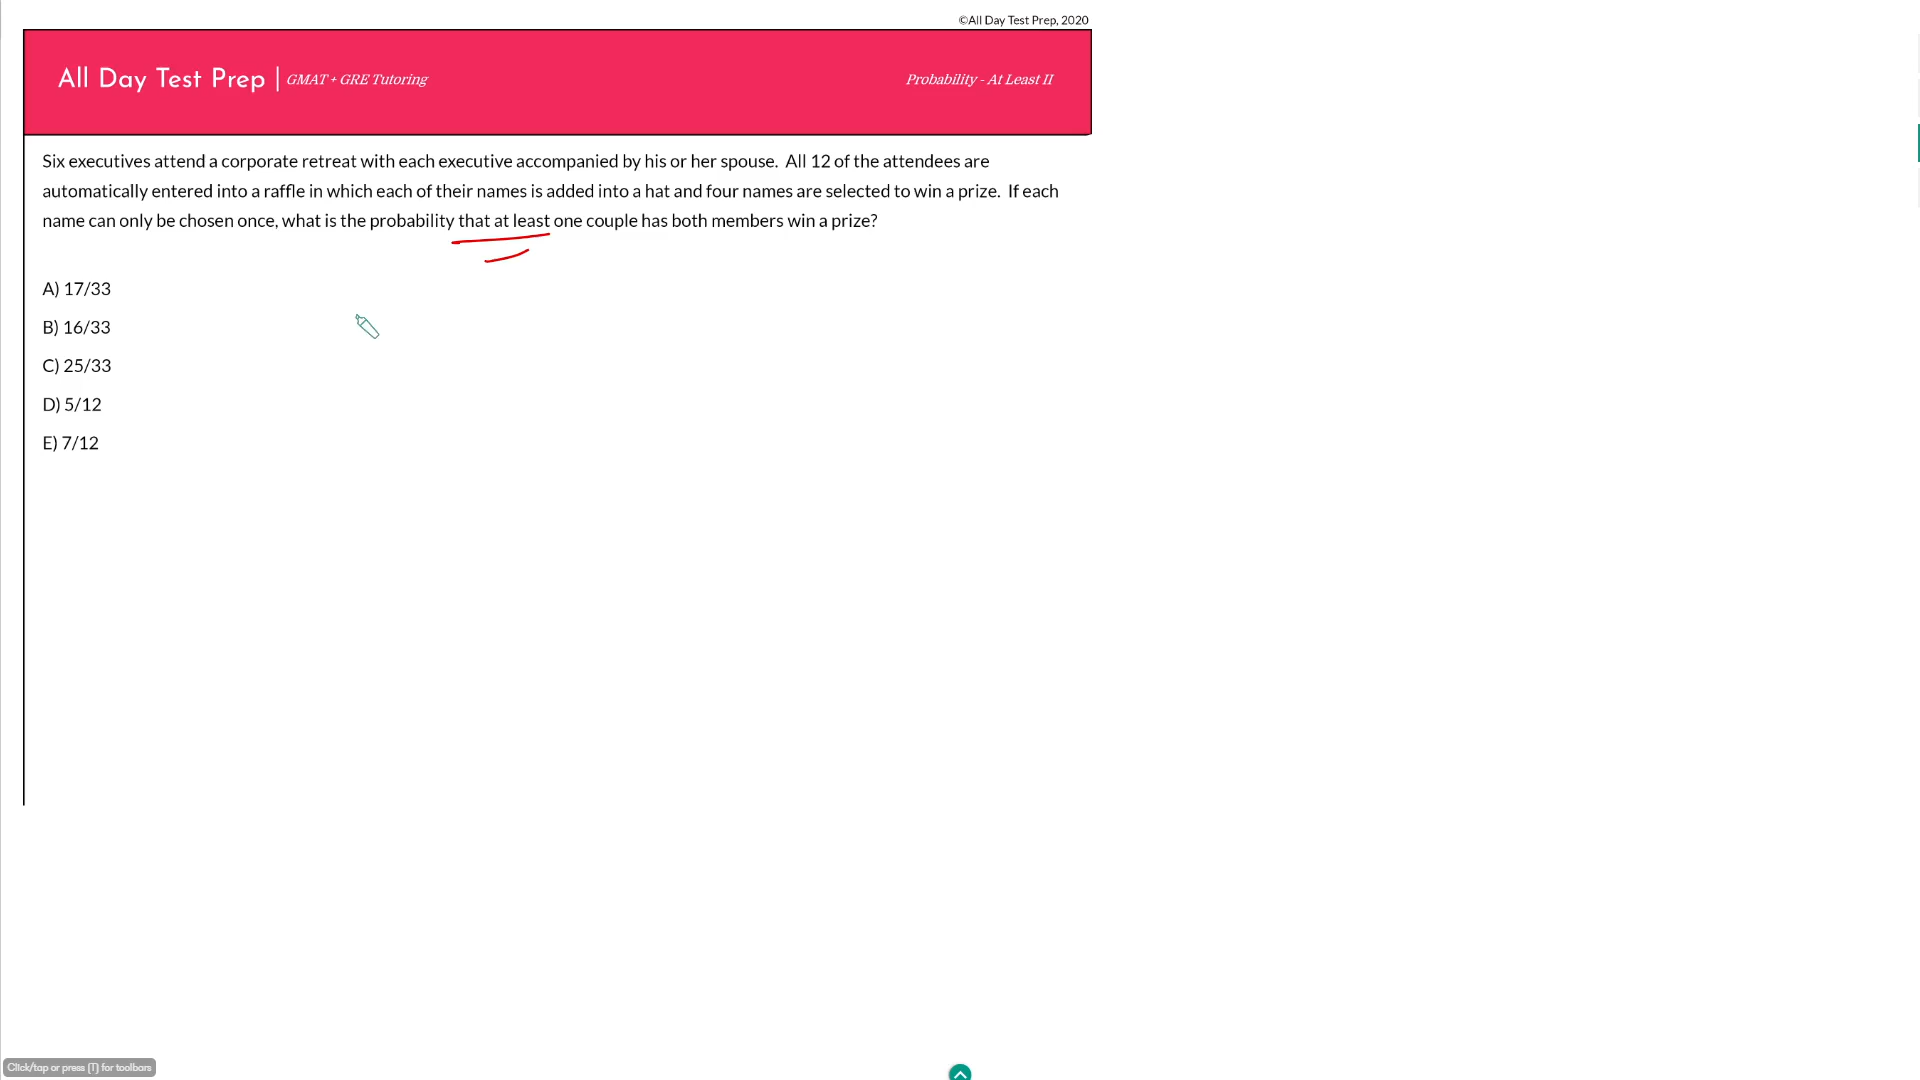 ©All Day Test Prep, 2020
All Day Test Prep | GMAT + GRE Tutoring
Probability - At Least II
Six executives attend a corporate retreat with each executive accompanied by his or her spouse. All 12 of the attendees are
automatically entered into a raffle in which each of their names is added into a hat and four names are selected to win a prize. If each
name can only be chosen once, what is the probability that at least one couple has both members win a prize?
A) 17/33
B) 16/33
C) 25/33
D) 5/12
E) 7/12
Click/tap or press (T) for toolbars